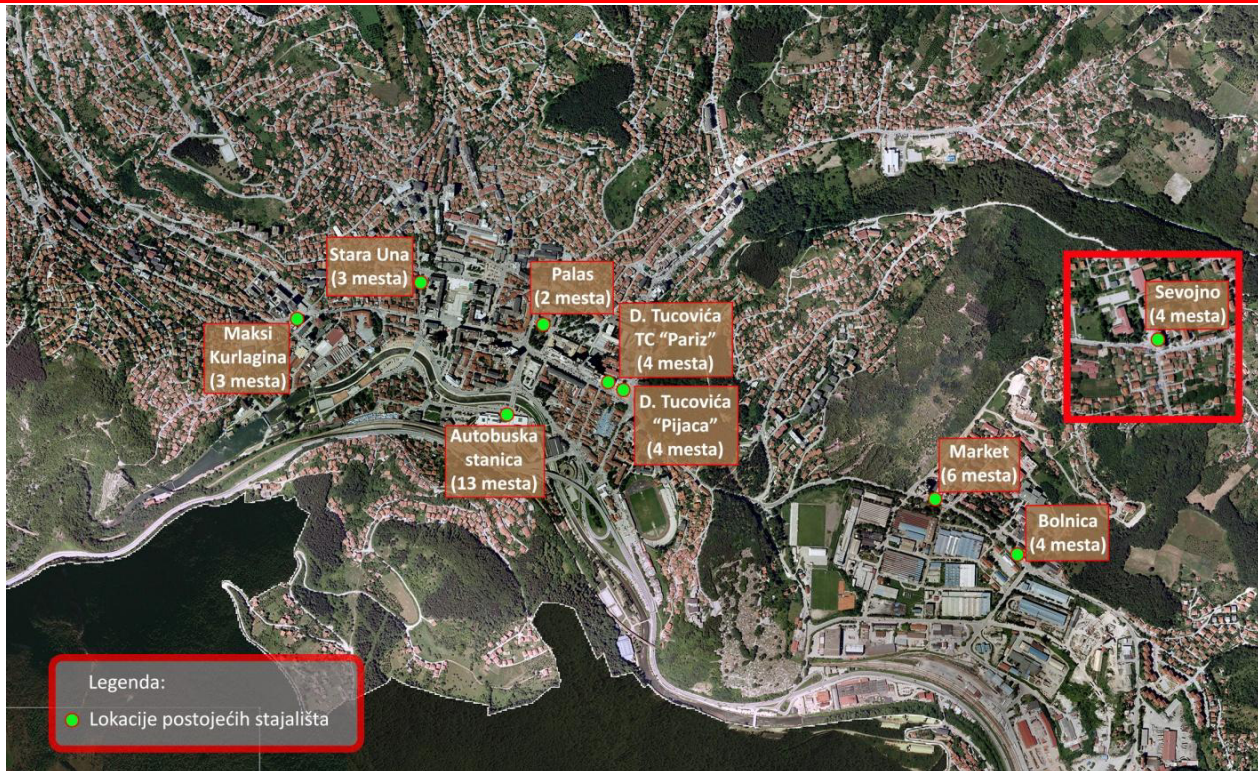 Stara Una
(3 mesta)
Palas
(2 mesta)
Maksi
Kurlagina
(3 mesta)
D. Tucovića
TC “Pariz”
(4 mesta)
D. Tucovića
“Pijaca”
(4 mesta)
Autobuska
stanica
(13 mesta)
Sevojno
(4 mesta)
Market
(6 mesta)
Bolnica
(4 mesta)
Legenda:
Lokacije postojećih stajališta